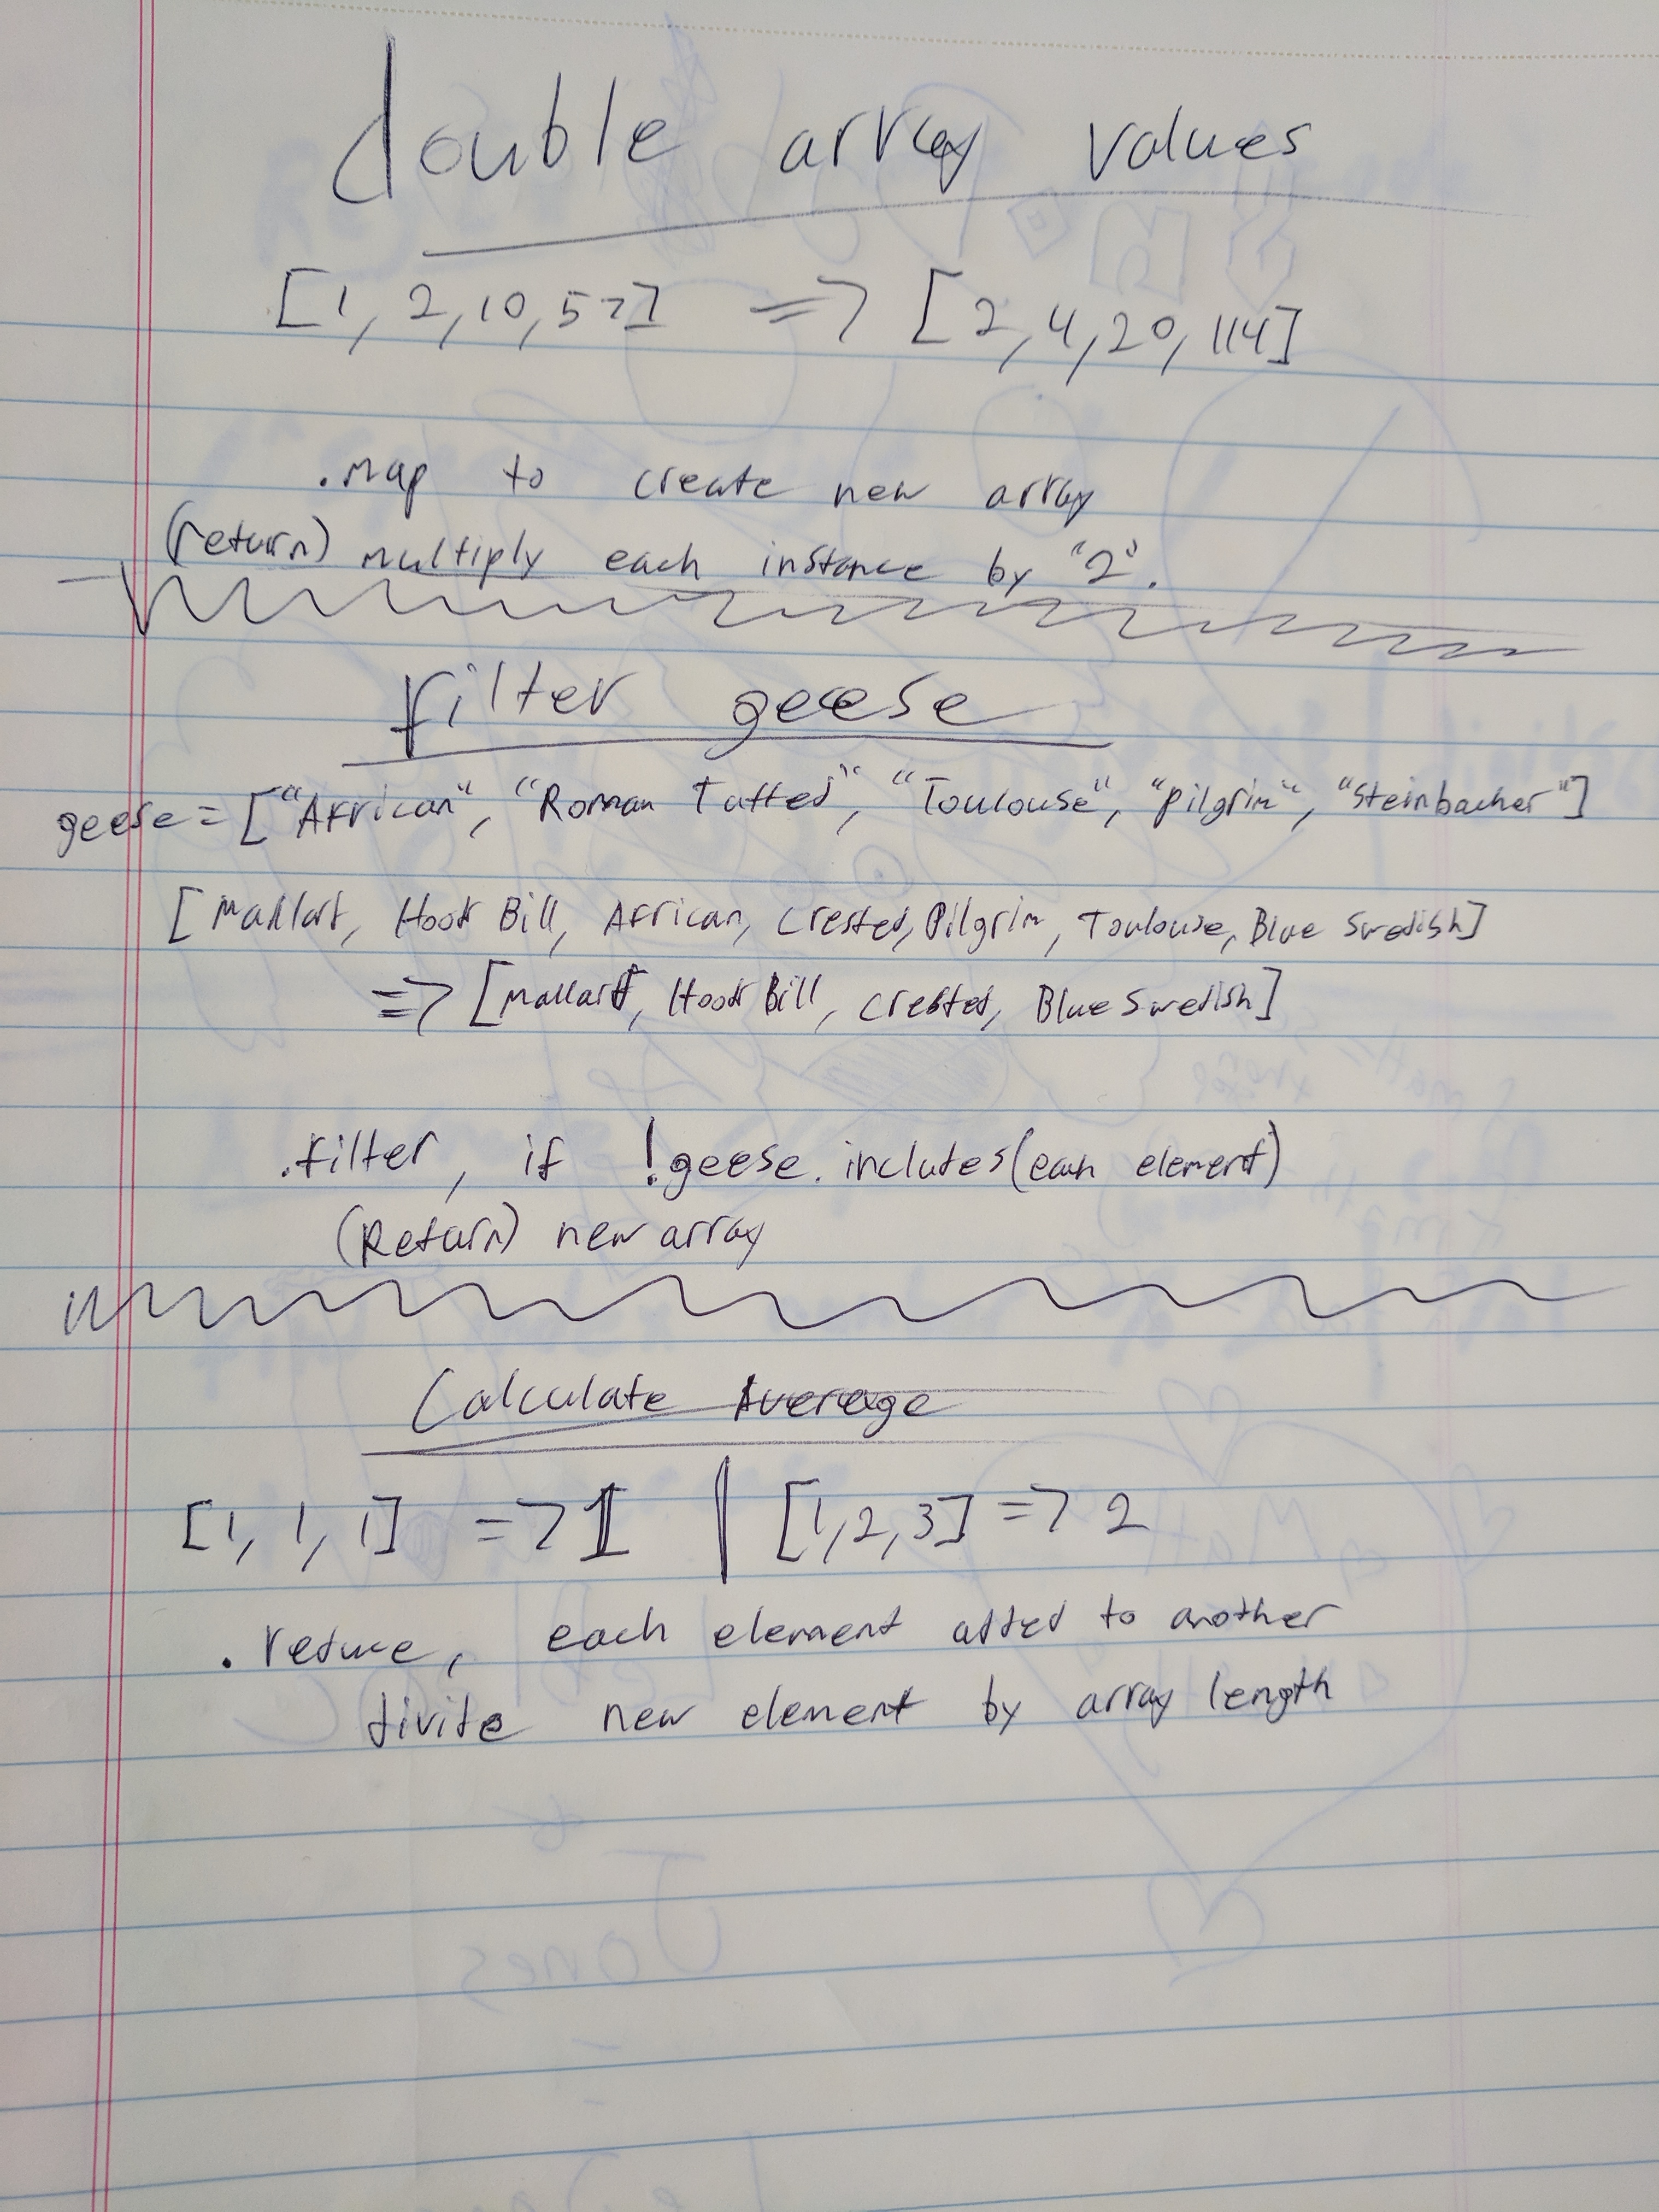 double array values
[1, 2, 10, 57] => [2, 4, 20, 114]
.map to create new array
(return) multiply each instance by "2".
filter geese
geese = ["African", "Roman Tufted", "Toulouse", "Pilgrim", "Steinbacher"]
[Mallart, Hook Bill, African, Crested, Pilgrim, Toulouse, Blue Swedish]
=> [Mallard, Hook Bill, Crested, Blue Swedish]
.filter, if !geese.includes(each element)
(Return) new array
Calculate Average
[1, 1, 1] => 1 | [1, 2, 3] => 2
.reduce, each element added to another
divide new element by array length
Jones